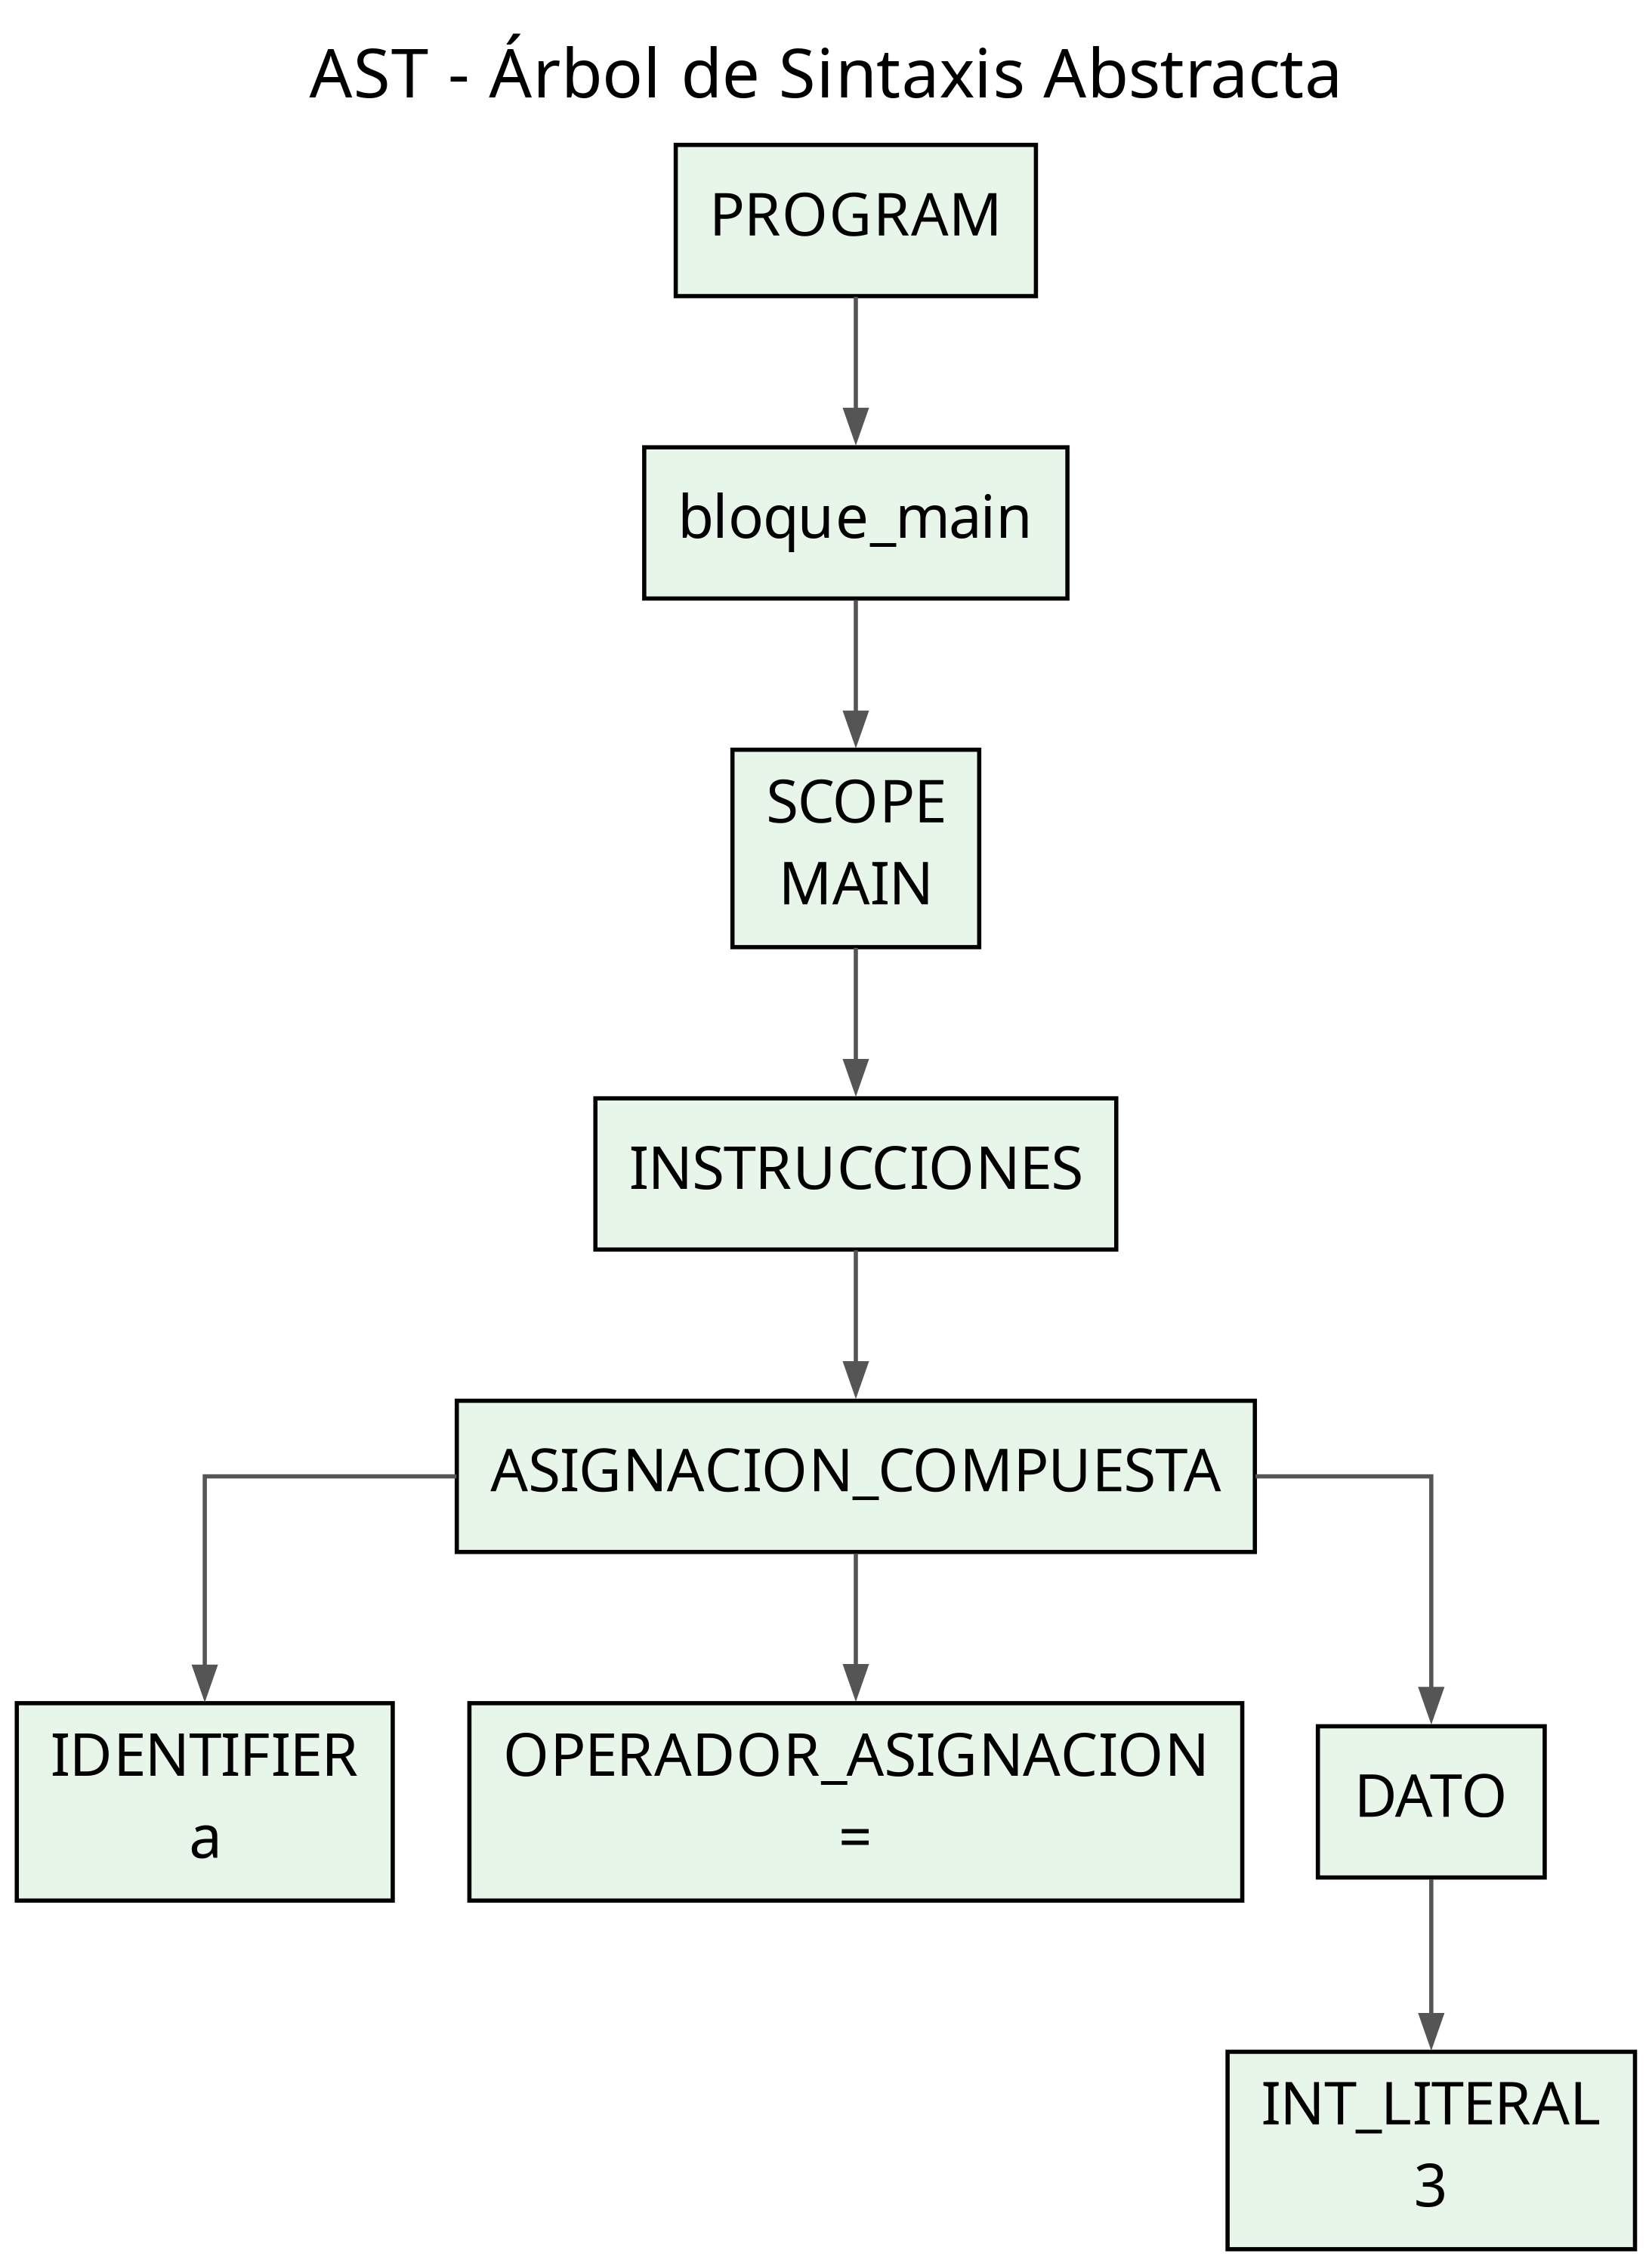 AST - Árbol de Sintaxis Abstracta
PROGRAM
bloque_main
SCOPE
MAIN
INSTRUCCIONES
ASIGNACION_COMPUESTA
IDENTIFIER
a
OPERADOR_ASIGNACION
=
DATO
INT_LITERAL
3